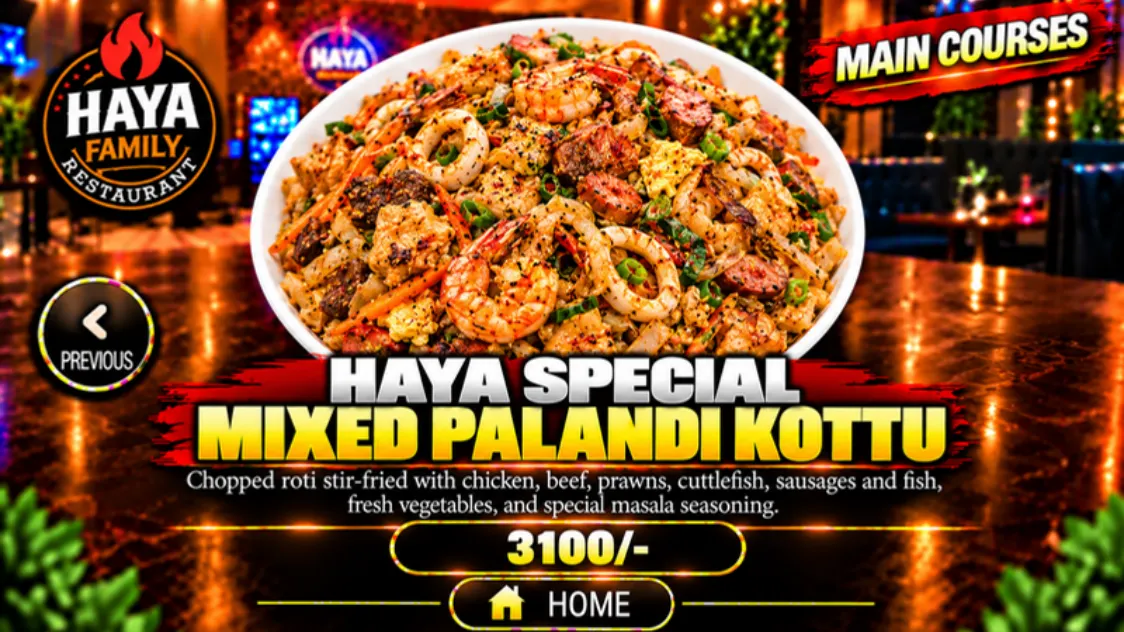 HAYA
FAMILY
RESTAURANT
HAYA
MAIN COURSES
PREVIOUS
HAYA SPECIAL
MIXED PALANDI KOTTU
Chopped roti stir-fried with chicken, beef, prawns, cuttlefish, sausages and fish,
fresh vegetables, and special masala seasoning.
3100/-
HOME